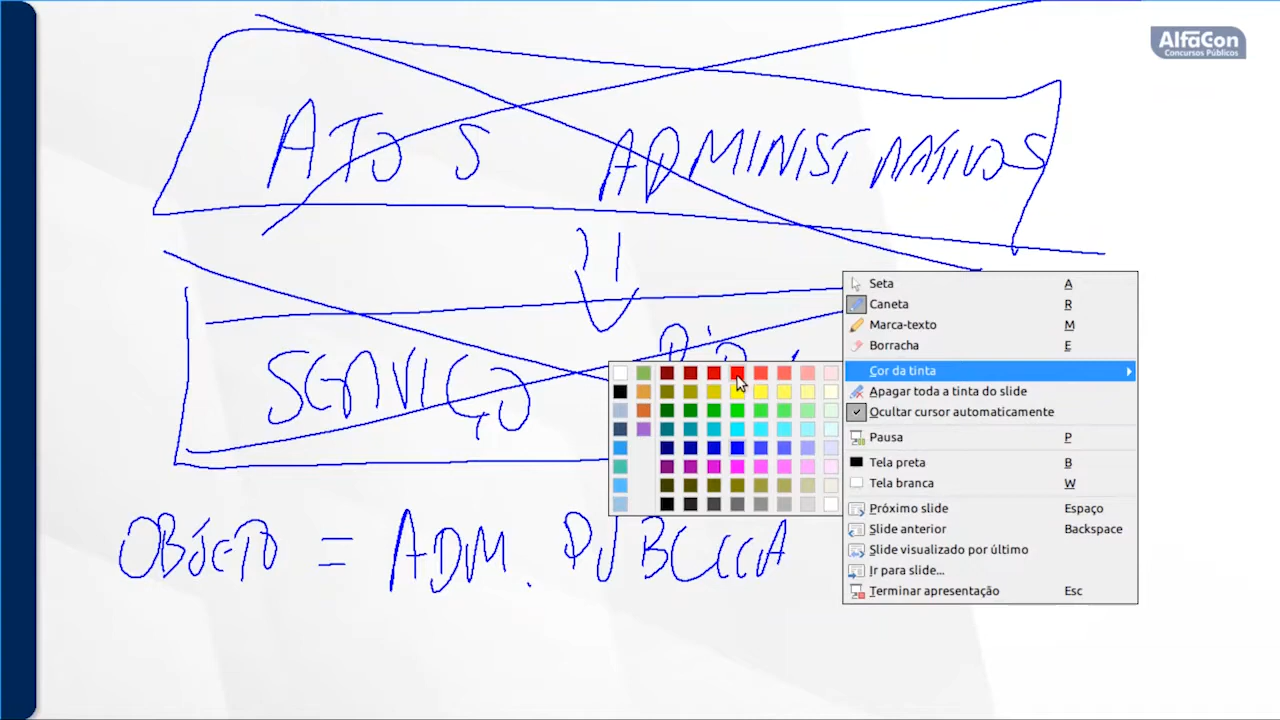 AlfaCon
Concursos Públicos
ATOS ADMINISTRATIVOS
SERVIÇO
OBJETO = ADM. PÚBLICA
Seta A
Caneta R
Marca-texto M
Borracha E
Cor da tinta
Apagar toda a tinta do slide
Ocultar cursor automaticamente
Pausa P
Tela preta B
Tela branca W
Próximo slide Espaço
Slide anterior Backspace
Slide visualizado por último
Ir para slide...
Terminar apresentação Esc